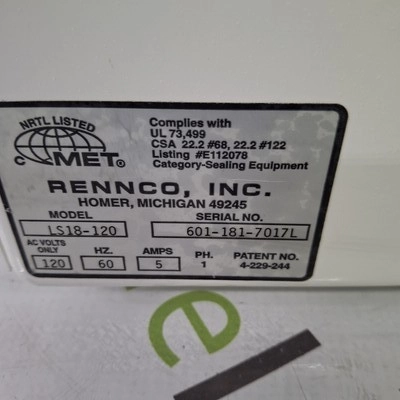 NRTL LISTED
C MET®
Complies with
UL 73,499
CSA 22.2 #68, 22.2 #122
Listing #E112078
Category-Sealing Equipment
RENNCO, INC.
HOMER, MICHIGAN 49245
MODEL SERIAL NO.
LS18-120 601-181-7017L
AC VOLTS ONLY HZ. AMPS PH. PATENT NO.
120 60 5 1 4-229-244
e